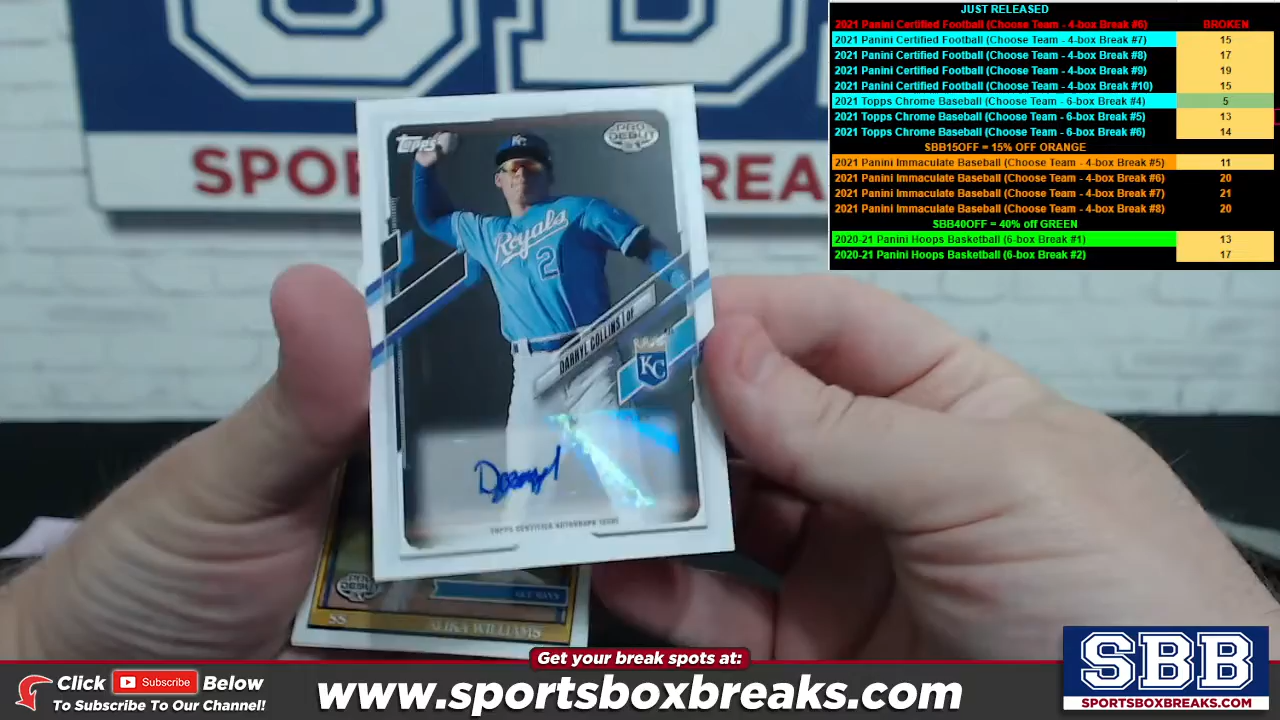 JUST RELEASED
2021 Panini Certified Football (Choose Team - 4-box Break #6) BROKEN
2021 Panini Certified Football (Choose Team - 4-box Break #7) 15
2021 Panini Certified Football (Choose Team - 4-box Break #8) 17
2021 Panini Certified Football (Choose Team - 4-box Break #9) 19
2021 Panini Certified Football (Choose Team - 4-box Break #10) 15
2021 Topps Chrome Baseball (Choose Team - 6-box Break #4) 5
2021 Topps Chrome Baseball (Choose Team - 6-box Break #5) 13
2021 Topps Chrome Baseball (Choose Team - 6-box Break #6) 14
SBB15OFF = 15% OFF ORANGE
2021 Panini Immaculate Baseball (Choose Team - 4-box Break #5) 11
2021 Panini Immaculate Baseball (Choose Team - 4-box Break #6) 20
2021 Panini Immaculate Baseball (Choose Team - 4-box Break #7) 21
2021 Panini Immaculate Baseball (Choose Team - 4-box Break #8) 20
SBB40OFF = 40% off GREEN
2020-21 Panini Hoops Basketball (6-box Break #1) 13
2020-21 Panini Hoops Basketball (6-box Break #2) 17
Topps
PRO DEBUT
KC
Royals
2
DARRYL COLLINS | OF
KC
TOPPS CERTIFIED AUTOGRAPH ISSUE
PRO DEBUT
SS
ALIKA WILLIAMS
Get your break spots at:
Click Subscribe Below
To Subscribe To Our Channel!
www.sportsboxbreaks.com
SBB
SPORTSBOXBREAKS.COM